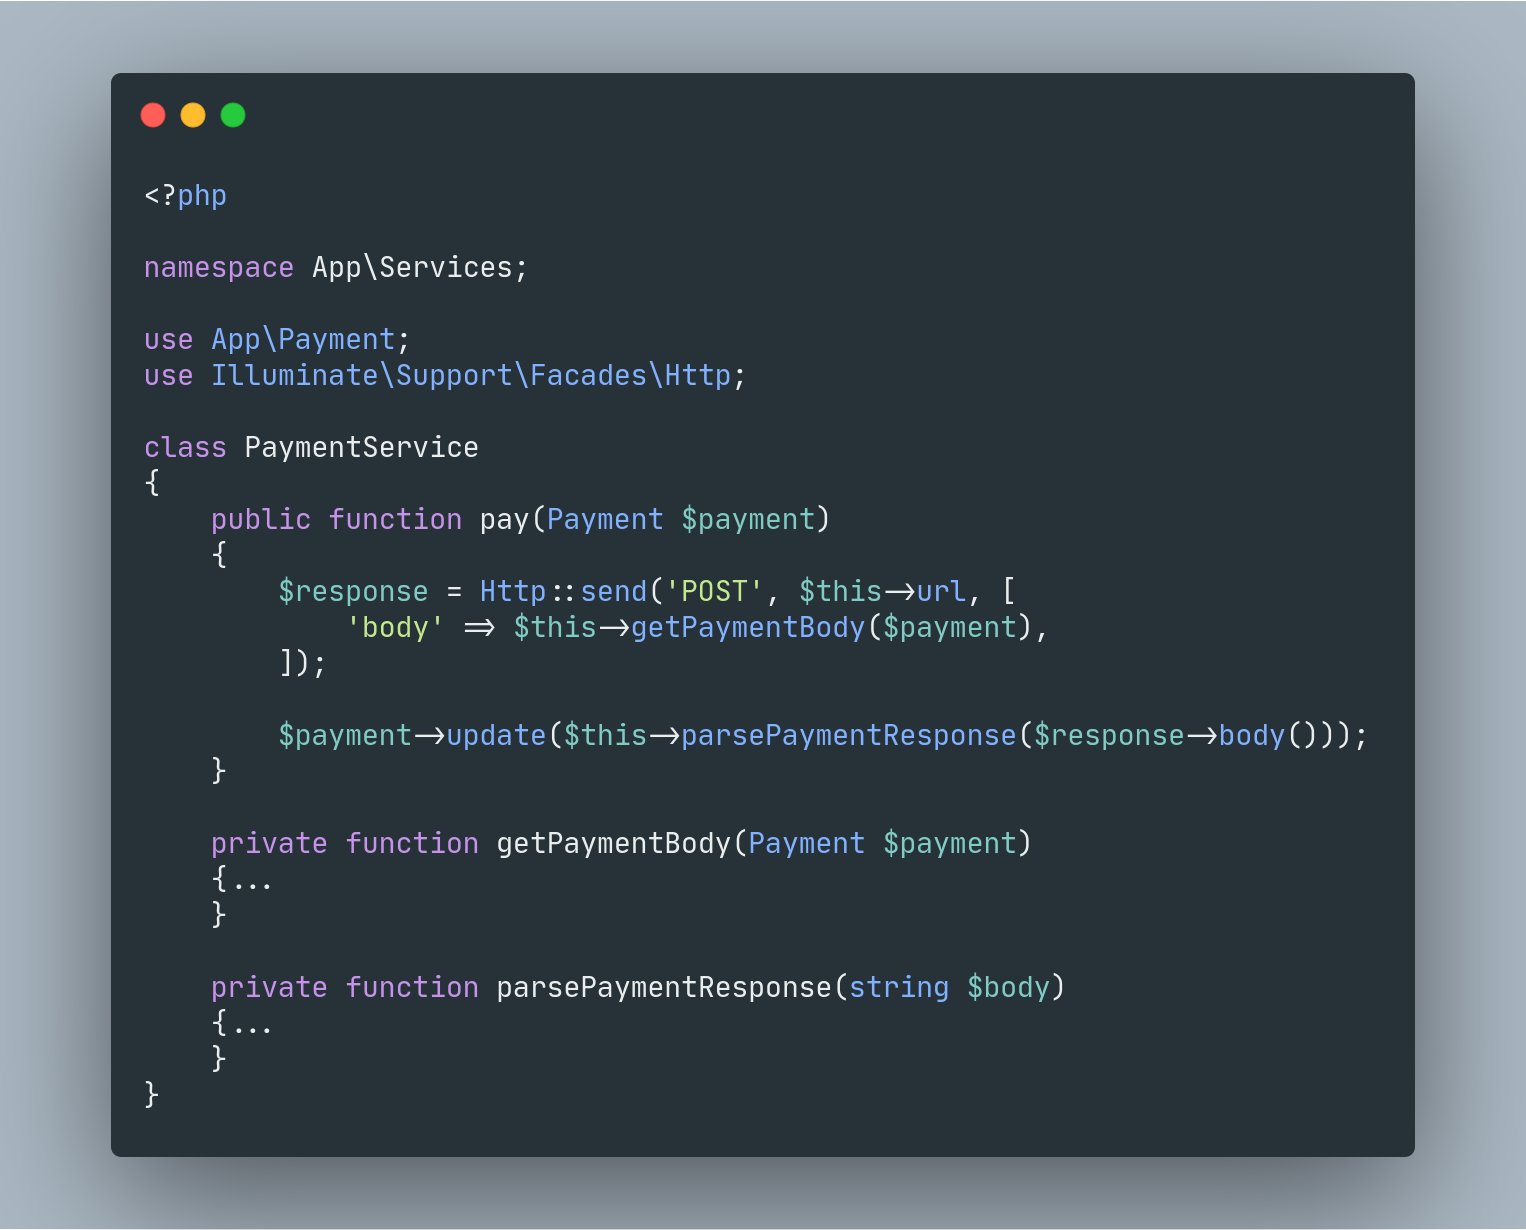 <?php
namespace App\Services;
use App\Payment;
use Illuminate\Support\Facades\Http;
class PaymentService
{
    public function pay(Payment $payment)
    {
        $response = Http::send('POST', $this->url, [
            'body' => $this->getPaymentBody($payment),
        ]);
        $payment->update($this->parsePaymentResponse($response->body()));
    }
    private function getPaymentBody(Payment $payment)
    {...
    }
    private function parsePaymentResponse(string $body)
    {...
    }
}